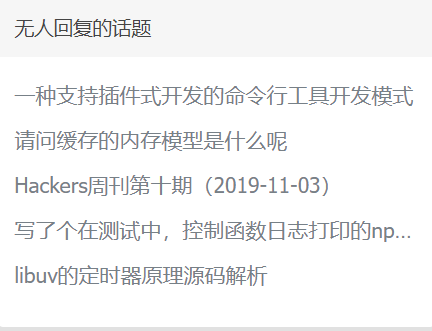 无人回复的话题
一种支持插件式开发的命令行工具开发模式
请问缓存的内存模型是什么呢
Hackers周刊第十期（2019-11-03）
写了个在测试中，控制函数日志打印的np...
libuv的定时器原理源码解析